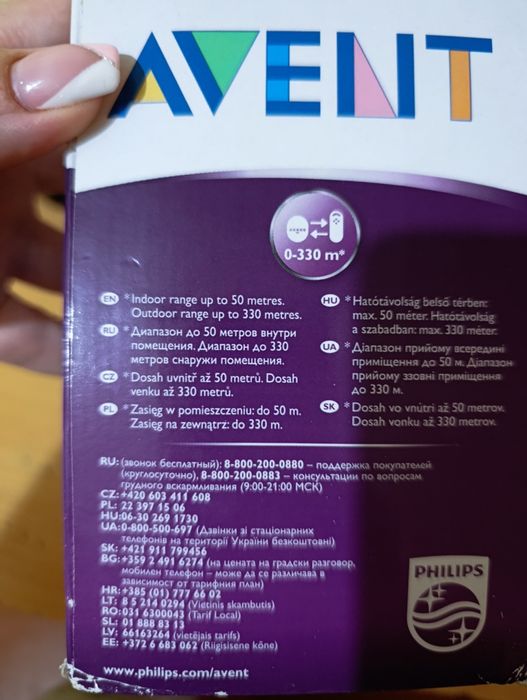 AVENT
0-330 m*
EN * Indoor range up to 50 metres.
Outdoor range up to 330 metres.
RU * Диапазон до 50 метров внутри
помещения. Диапазон до 330
метров снаружи помещения.
CZ * Dosah uvnitř až 50 metrů. Dosah
venku až 330 metrů.
PL * Zasięg w pomieszczeniu: do 50 m.
Zasięg na zewnątrz: do 330 m.
HU * Hatótávolság belső térben:
max. 50 méter. Hatótávolság
a szabadban: max. 330 méter.
UA * Діапазон прийому всередині
приміщення до 50 м. Діапазон
прийому ззовні приміщення
до 330 м.
SK * Dosah vo vnútri až 50 metrov.
Dosah vonku až 330 metrov.
RU: (звонок бесплатный): 8-800-200-0880 – поддержка покупателей
(круглосуточно), 8-800-200-0883 – консультации по вопросам
грудного вскармливания (9:00-21:00 МСК)
CZ: +420 603 411 608
PL: 22 397 15 06
HU: 06-30 269 1730
UA: 0-800-500-697 (Дзвінки зі стаціонарних
телефонів на території України безкоштовні)
SK: +421 911 799456
BG: +359 2 491 6274 (на цената на градски разговор,
мобилен телефон – може да се различава в
зависимост от тарифния план)
HR: +385 (01) 777 66 02
LT: 8 5 214 0294 (Vietinis skambutis)
RO: 031 6300043 (Tarif Local)
SL: 01 888 83 13
LV: 66163264 (vietējais tarifs)
EE: +372 6 683 062 (Riigisisene kõne)
www.philips.com/avent
PHILIPS